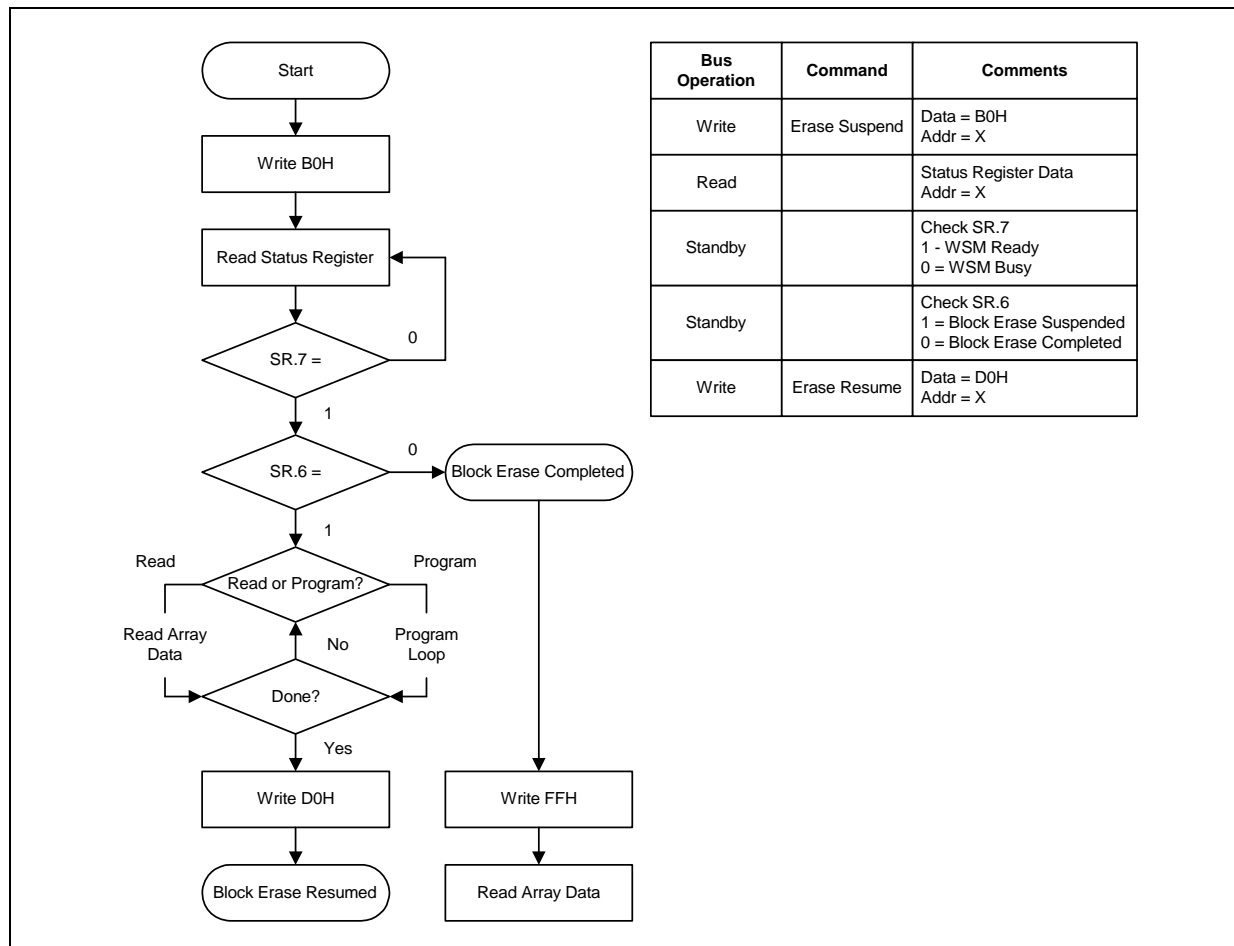 Start
Write B0H
Read Status Register
0
SR.7 =
1
0
SR.6 =
Block Erase Completed
1
Read
Program
Read or Program?
Read Array
Data
No
Program
Loop
Done?
Yes
Write D0H
Write FFH
Block Erase Resumed
Read Array Data
Bus
Operation
Command
Comments
Write
Erase Suspend
Data = B0H
Addr = X
Read
Status Register Data
Addr = X
Standby
Check SR.7
1 - WSM Ready
0 = WSM Busy
Standby
Check SR.6
1 = Block Erase Suspended
0 = Block Erase Completed
Write
Erase Resume
Data = D0H
Addr = X